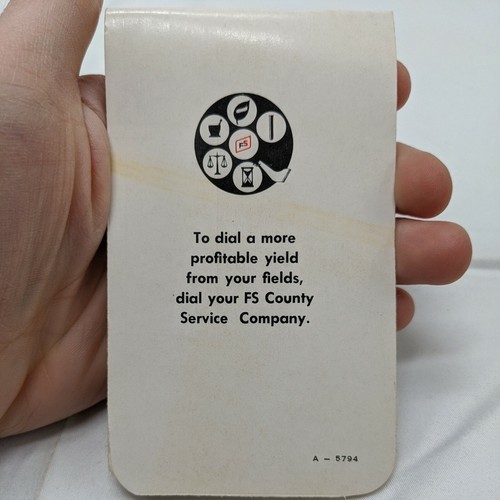 FS
To dial a more
profitable yield
from your fields,
dial your FS County
Service Company.
A - 5794